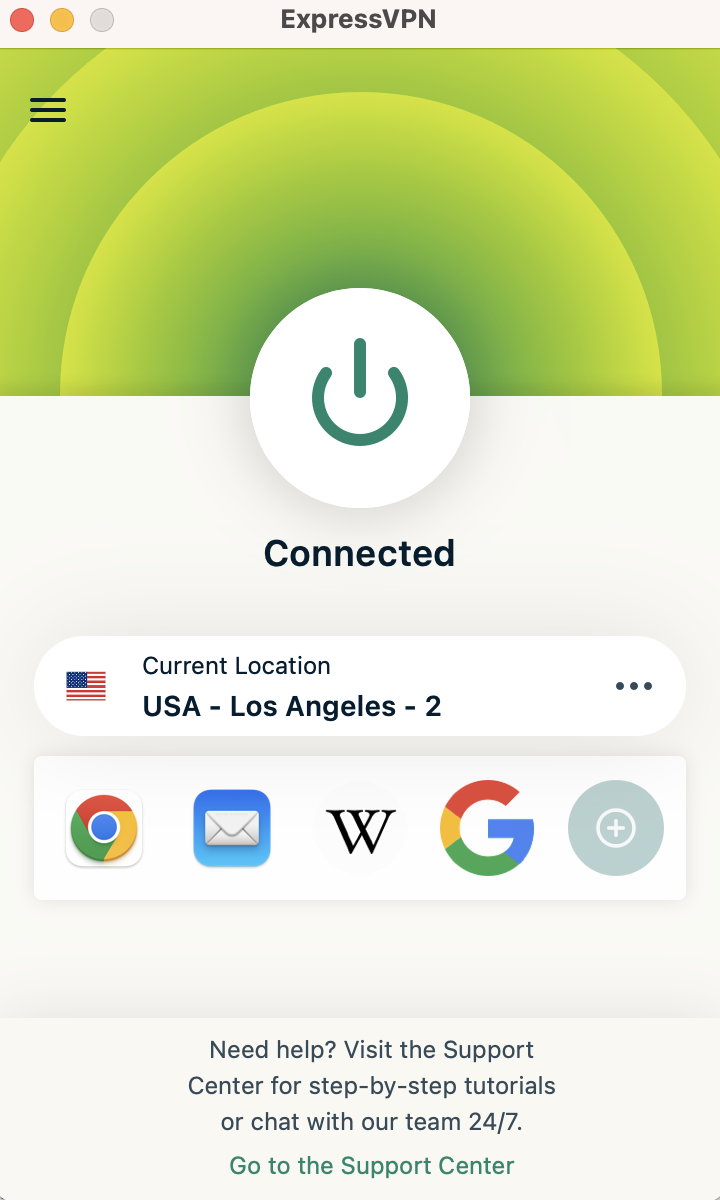 ExpressVPN
Connected
Current Location
USA - Los Angeles - 2
W
Need help? Visit the Support
Center for step-by-step tutorials
or chat with our team 24/7.
Go to the Support Center